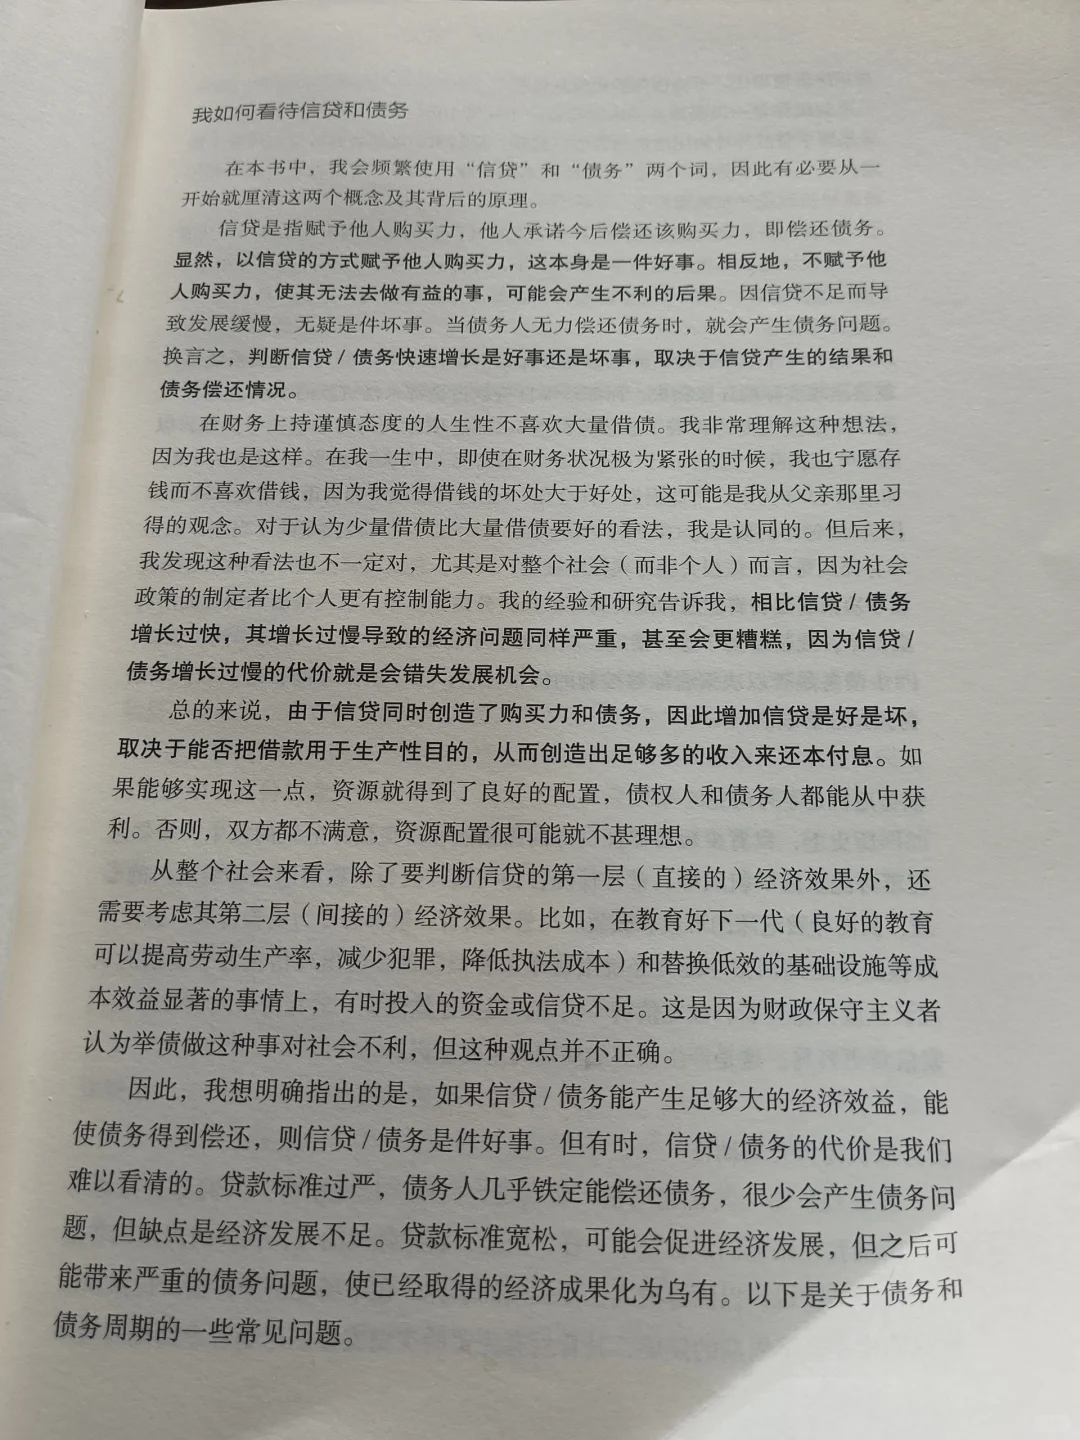 我如何看待信贷和债务
在本书中，我会频繁使用“信贷”和“债务”两个词，因此有必要从一
开始就厘清这两个概念及其背后的原理。
信贷是指赋予他人购买力，他人承诺今后偿还该购买力，即偿还债务。
显然，以信贷的方式赋予他人购买力，这本身是一件好事。相反地，不赋予他
人购买力，使其无法去做有益的事，可能会产生不利的后果。因信贷不足而导
致发展缓慢，无疑是件坏事。当债务人无力偿还债务时，就会产生债务问题。
换言之，判断信贷/债务快速增长是好事还是坏事，取决于信贷产生的结果和
债务偿还情况。
在财务上持谨慎态度的人生性不喜欢大量借债。我非常理解这种想法，
因为我也是这样。在我一生中，即使在财务状况极为紧张的时候，我也宁愿存
钱而不喜欢借钱，因为我觉得借钱的坏处大于好处，这可能是我从父亲那里习
得的观念。对于认为少量借债比大量借债要好的看法，我是认同的。但后来，
我发现这种看法也不一定对，尤其是对整个社会（而非个人）而言，因为社会
政策的制定者比个人更有控制能力。我的经验和研究告诉我，相比信贷/债务
增长过快，其增长过慢导致的经济问题同样严重，甚至会更糟糕，因为信贷/
债务增长过慢的代价就是会错失发展机会。
总的来说，由于信贷同时创造了购买力和债务，因此增加信贷是好是坏，
取决于能否把借款用于生产性目的，从而创造出足够多的收入来还本付息。如
果能够实现这一点，资源就得到了良好的配置，债权人和债务人都能从中获
利。否则，双方都不满意，资源配置很可能就不甚理想。
从整个社会来看，除了要判断信贷的第一层（直接的）经济效果外，还
需要考虑其第二层（间接的）经济效果。比如，在教育好下一代（良好的教育
可以提高劳动生产率，减少犯罪，降低执法成本）和替换低效的基础设施等成
本效益显著的事情上，有时投入的资金或信贷不足。这是因为财政保守主义者
认为举债做这种事对社会不利，但这种观点并不正确。
因此，我想明确指出的是，如果信贷/债务能产生足够大的经济效益，能
使债务得到偿还，则信贷/债务是件好事。但有时，信贷/债务的代价是我们
难以看清的。贷款标准过严，债务人几乎铁定能偿还债务，很少会产生债务问
题，但缺点是经济发展不足。贷款标准宽松，可能会促进经济发展，但之后可
能带来严重的债务问题，使已经取得的经济成果化为乌有。以下是关于债务和
债务周期的一些常见问题。